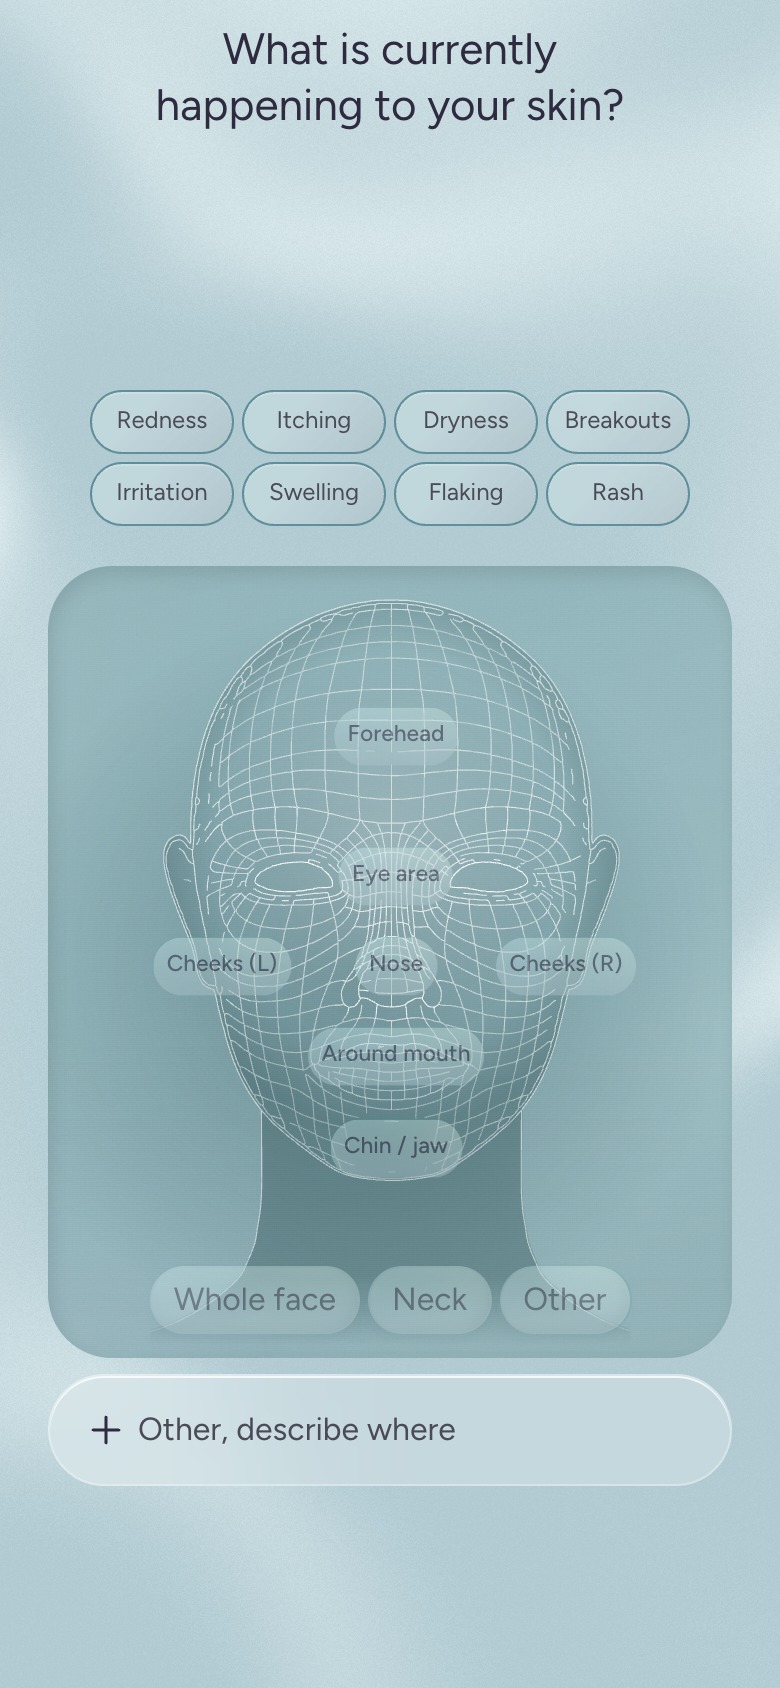 What is currently
happening to your skin?
Redness Itching Dryness Breakouts
Irritation Swelling Flaking Rash
Forehead
Eye area
Cheeks (L) Nose Cheeks (R)
Around mouth
Chin / jaw
Whole face Neck Other
+ Other, describe where